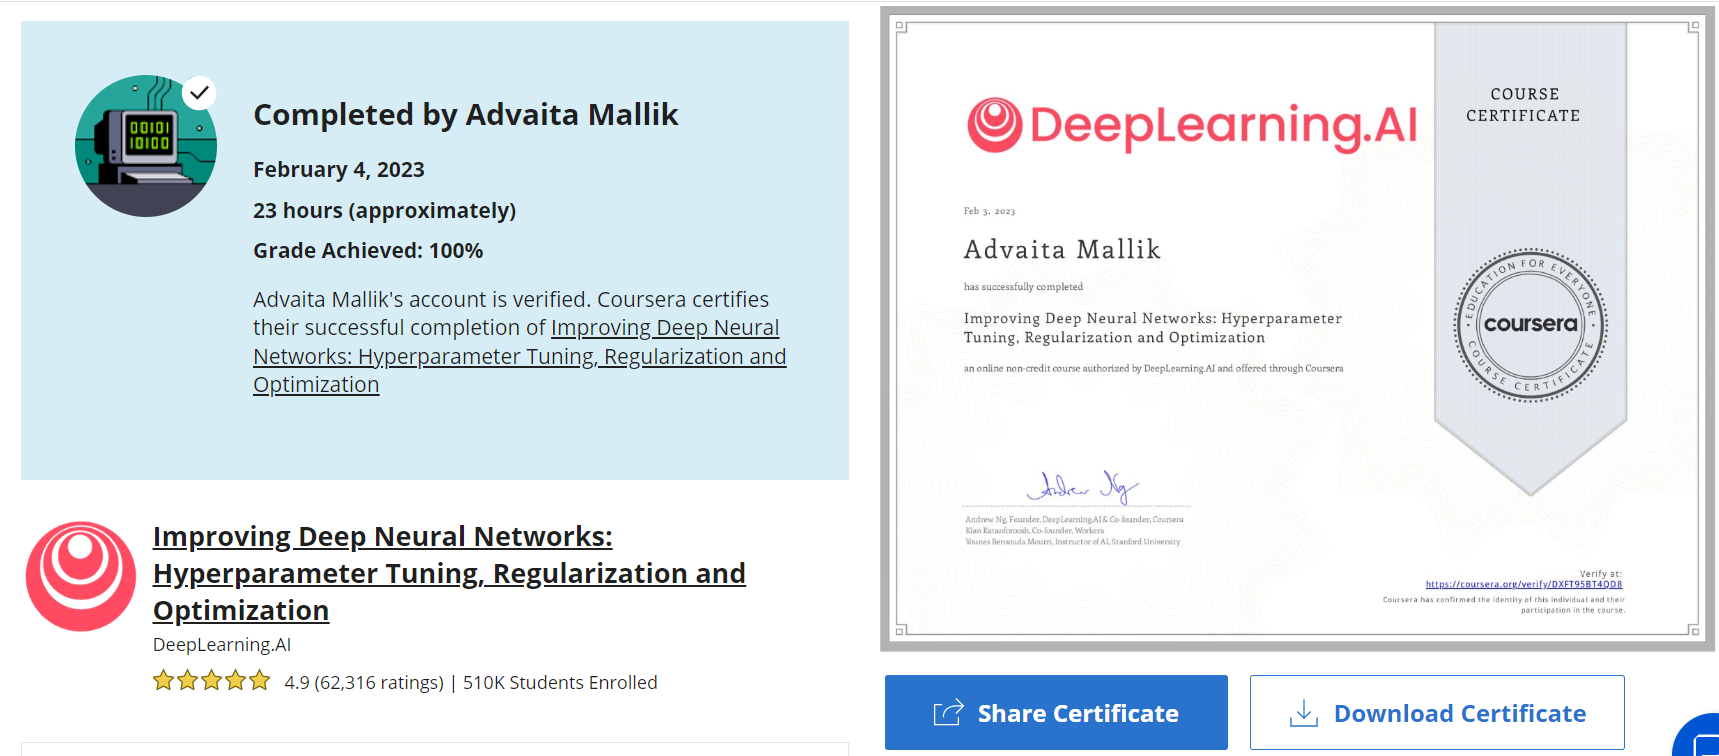 00101
10100
Completed by Advaita Mallik
February 4, 2023
23 hours (approximately)
Grade Achieved: 100%
Advaita Mallik's account is verified. Coursera certifies
their successful completion of Improving Deep Neural
Networks: Hyperparameter Tuning, Regularization and
Optimization
Improving Deep Neural Networks:
Hyperparameter Tuning, Regularization and
Optimization
DeepLearning.AI
4.9 (62,316 ratings) | 510K Students Enrolled
DeepLearning.AI
COURSE
CERTIFICATE
Feb 3, 2023
Advaita Mallik
has successfully completed
Improving Deep Neural Networks: Hyperparameter
Tuning, Regularization and Optimization
an online non-credit course authorized by DeepLearning.AI and offered through Coursera
EDUCATION FOR EVERYONE
coursera
COURSE CERTIFICATE
Andrew Ng
Andrew Ng, Founder, DeepLearning.AI & Co-founder, Coursera
Kian Katanforoosh, Co-founder, Workera
Younes Bensouda Mourri, Instructor of AI, Stanford University
Verify at:
https://coursera.org/verify/DXFT95BT4QD8
Coursera has confirmed the identity of this individual and their
participation in the course.
Share Certificate
Download Certificate